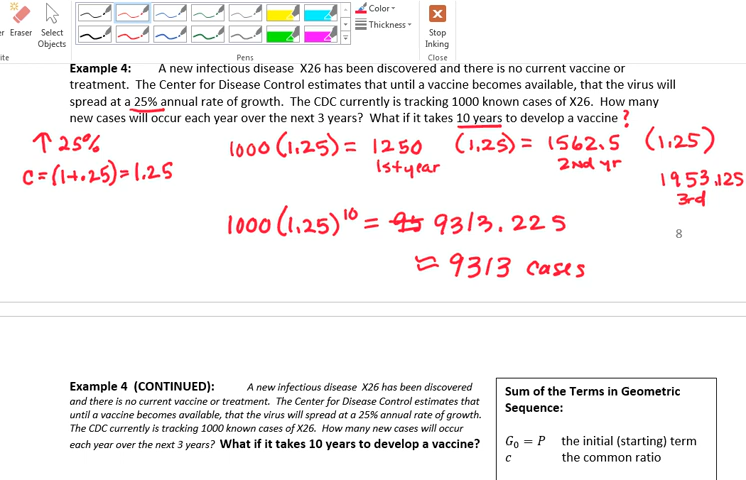 Eraser
Select
Objects
Color
Thickness
Stop
Inking
Pens
Close
Example 4: A new infectious disease X26 has been discovered and there is no current vaccine or
treatment. The Center for Disease Control estimates that until a vaccine becomes available, that the virus will
spread at a 25% annual rate of growth. The CDC currently is tracking 1000 known cases of X26. How many
new cases will occur each year over the next 3 years? What if it takes 10 years to develop a vaccine ?
↑ 25%
c = (1+.25) = 1.25
1000 (1.25) = 1250 (1.25) = 1562.5 (1.25)
1st year 2nd yr
1953.125
3rd
1000 (1.25)^10 = 9313.225
8
≈ 9313 cases
Example 4 (CONTINUED): A new infectious disease X26 has been discovered
and there is no current vaccine or treatment. The Center for Disease Control estimates that
until a vaccine becomes available, that the virus will spread at a 25% annual rate of growth.
The CDC currently is tracking 1000 known cases of X26. How many new cases will occur
each year over the next 3 years? What if it takes 10 years to develop a vaccine?
Sum of the Terms in Geometric
Sequence:
G₀ = P the initial (starting) term
c the common ratio